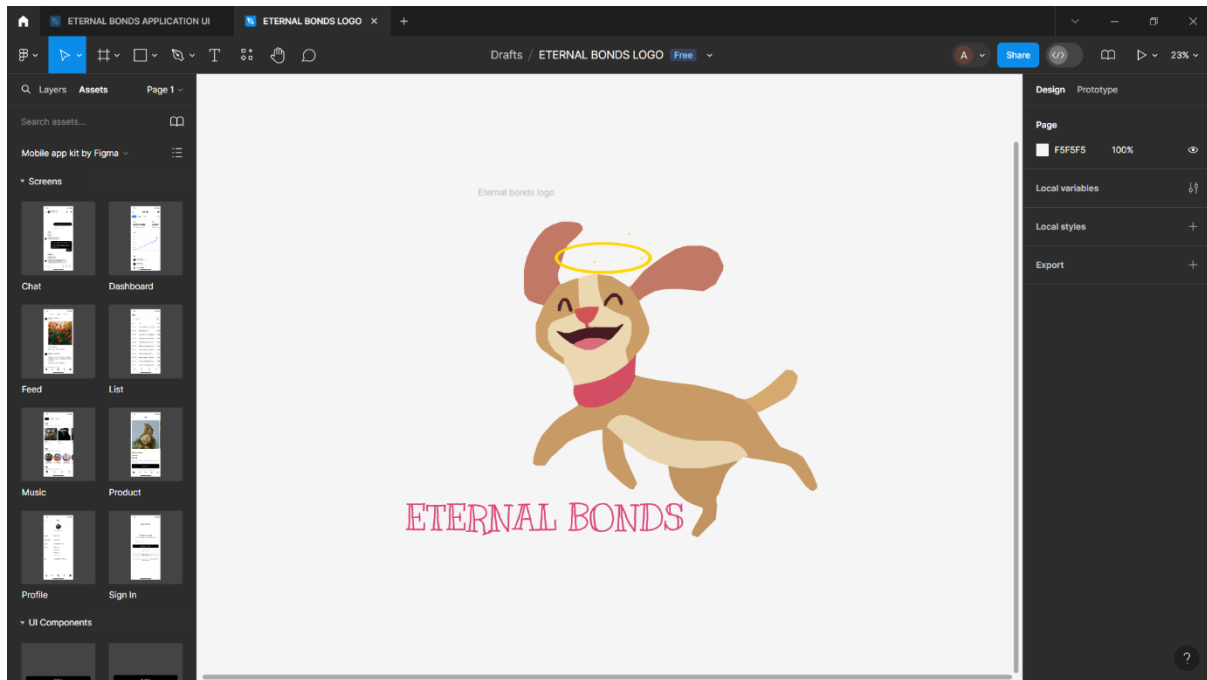 ETERNAL BONDS APPLICATION UI
ETERNAL BONDS LOGO
Drafts / ETERNAL BONDS LOGO Free
A
Share
23%
Layers Assets Page 1
Search assets...
Mobile app kit by Figma
Screens
Chat Dashboard
Feed List
Music Product
Profile Sign In
UI Components
Eternal bonds logo
ETERNAL BONDS
Design Prototype
Page
F5F5F5 100%
Local variables
Local styles
Export
?